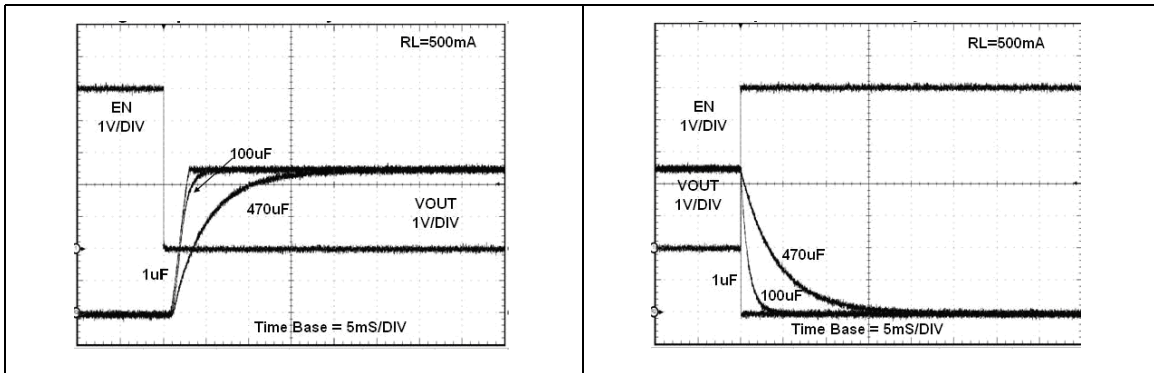 RL=500mA
EN
1V/DIV
100uF
VOUT
1V/DIV
470uF
1uF
Time Base = 5mS/DIV
RL=500mA
EN
1V/DIV
VOUT
1V/DIV
470uF
1uF
100uF
Time Base = 5mS/DIV